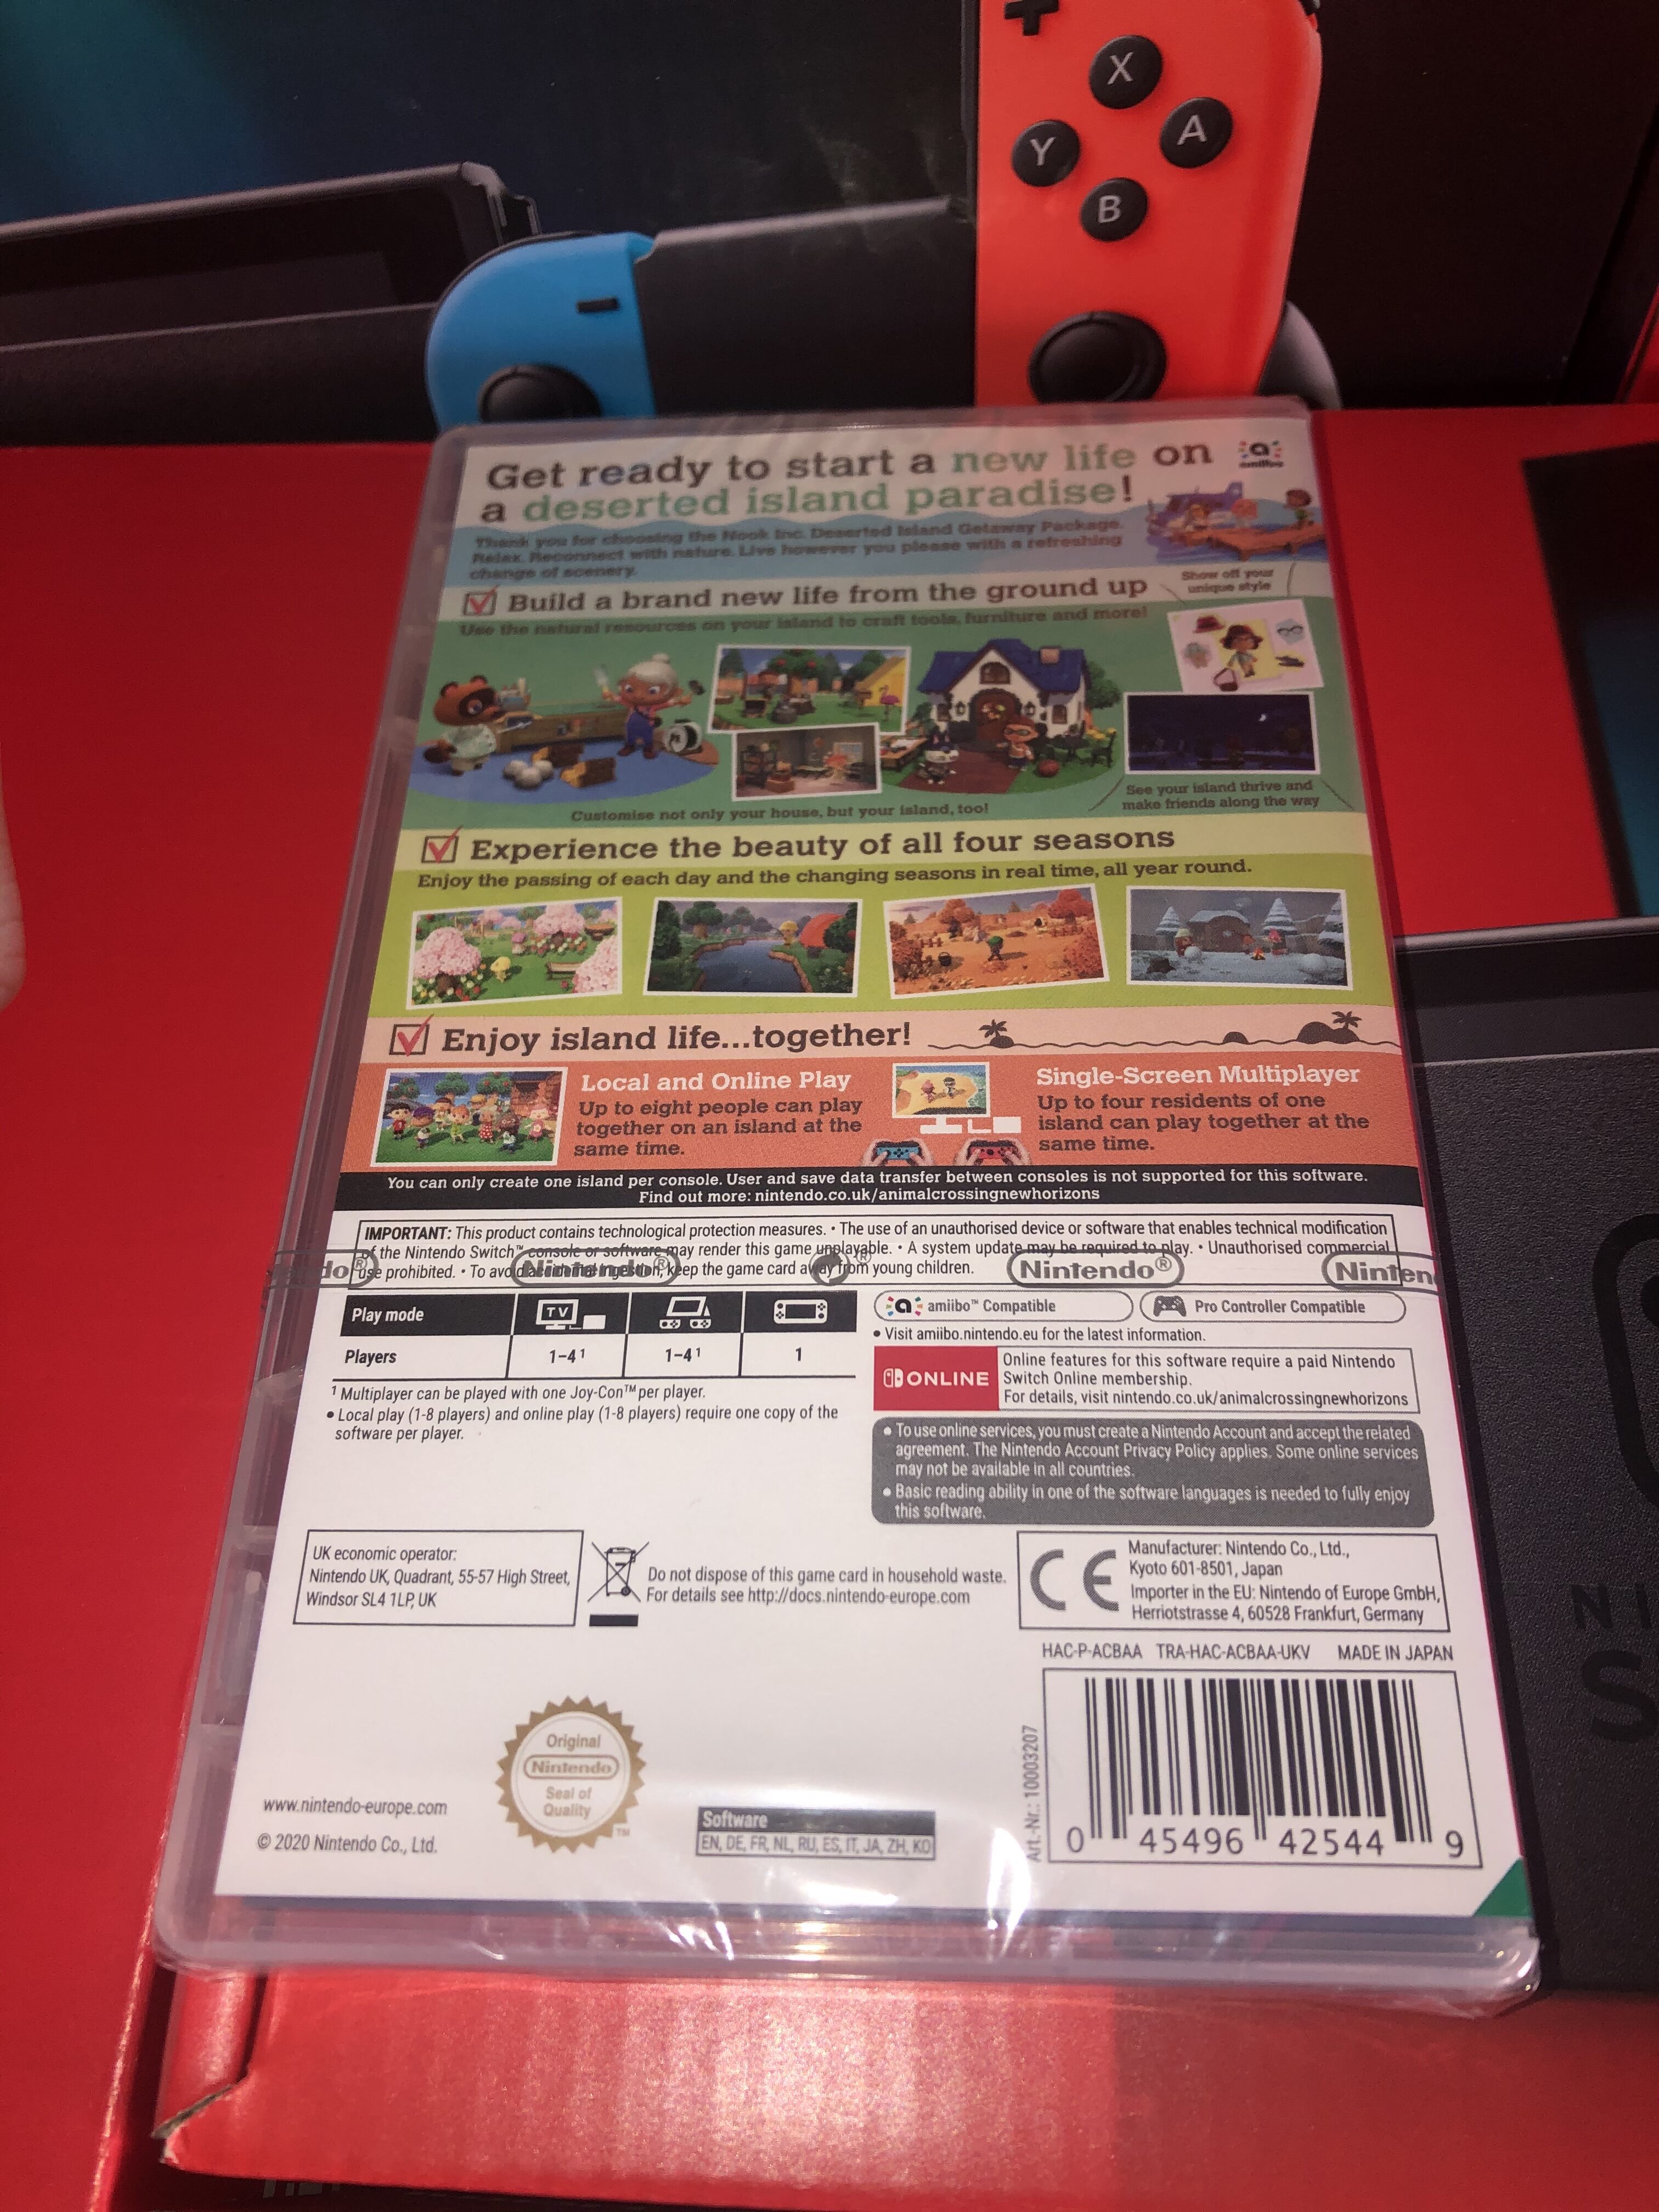 X
Y
A
B
Get ready to start a new life on
a deserted island paradise!
amiibo
Thank you for choosing the Nook Inc. Deserted Island Getaway Package.
Relax. Reconnect with nature. Live however you please with a refreshing
change of scenery.
Build a brand new life from the ground up
Show off your
unique style
Use the natural resources on your island to craft tools, furniture and more!
Customise not only your house, but your island, too!
See your island thrive and
make friends along the way
Experience the beauty of all four seasons
Enjoy the passing of each day and the changing seasons in real time, all year round.
Enjoy island life...together!
Local and Online Play
Up to eight people can play
together on an island at the
same time.
Single-Screen Multiplayer
Up to four residents of one
island can play together at the
same time.
You can only create one island per console. User and save data transfer between consoles is not supported for this software.
Find out more: nintendo.co.uk/animalcrossingnewhorizons
IMPORTANT: This product contains technological protection measures. • The use of an unauthorised device or software that enables technical modification
of the Nintendo Switch™ console or software may render this game unplayable. • A system update may be required to play. • Unauthorised commercial
use prohibited. • To avoid accidental ingestion, keep the game card away from young children.
do® Nintendo® Nintendo® Ninten
Play mode TV
Players 1–4¹ 1–4¹ 1
¹ Multiplayer can be played with one Joy-Con™ per player.
• Local play (1-8 players) and online play (1-8 players) require one copy of the
software per player.
amiibo™ Compatible
Pro Controller Compatible
• Visit amiibo.nintendo.eu for the latest information.
ONLINE
Online features for this software require a paid Nintendo
Switch Online membership.
For details, visit nintendo.co.uk/animalcrossingnewhorizons
• To use online services, you must create a Nintendo Account and accept the related
agreement. The Nintendo Account Privacy Policy applies. Some online services
may not be available in all countries.
• Basic reading ability in one of the software languages is needed to fully enjoy
this software.
UK economic operator:
Nintendo UK, Quadrant, 55-57 High Street,
Windsor SL4 1LP, UK
Do not dispose of this game card in household waste.
For details see http://docs.nintendo-europe.com
CE
Manufacturer: Nintendo Co., Ltd.,
Kyoto 601-8501, Japan
Importer in the EU: Nintendo of Europe GmbH,
Herriotstrasse 4, 60528 Frankfurt, Germany
HAC-P-ACBAA TRA-HAC-ACBAA-UKV MADE IN JAPAN
Art.-Nr.: 10003207
0 45496 42544 9
Original
Nintendo
Seal of
Quality
™
www.nintendo-europe.com
© 2020 Nintendo Co., Ltd.
Software
EN, DE, FR, NL, RU, ES, IT, JA, ZH, KO
NI
S